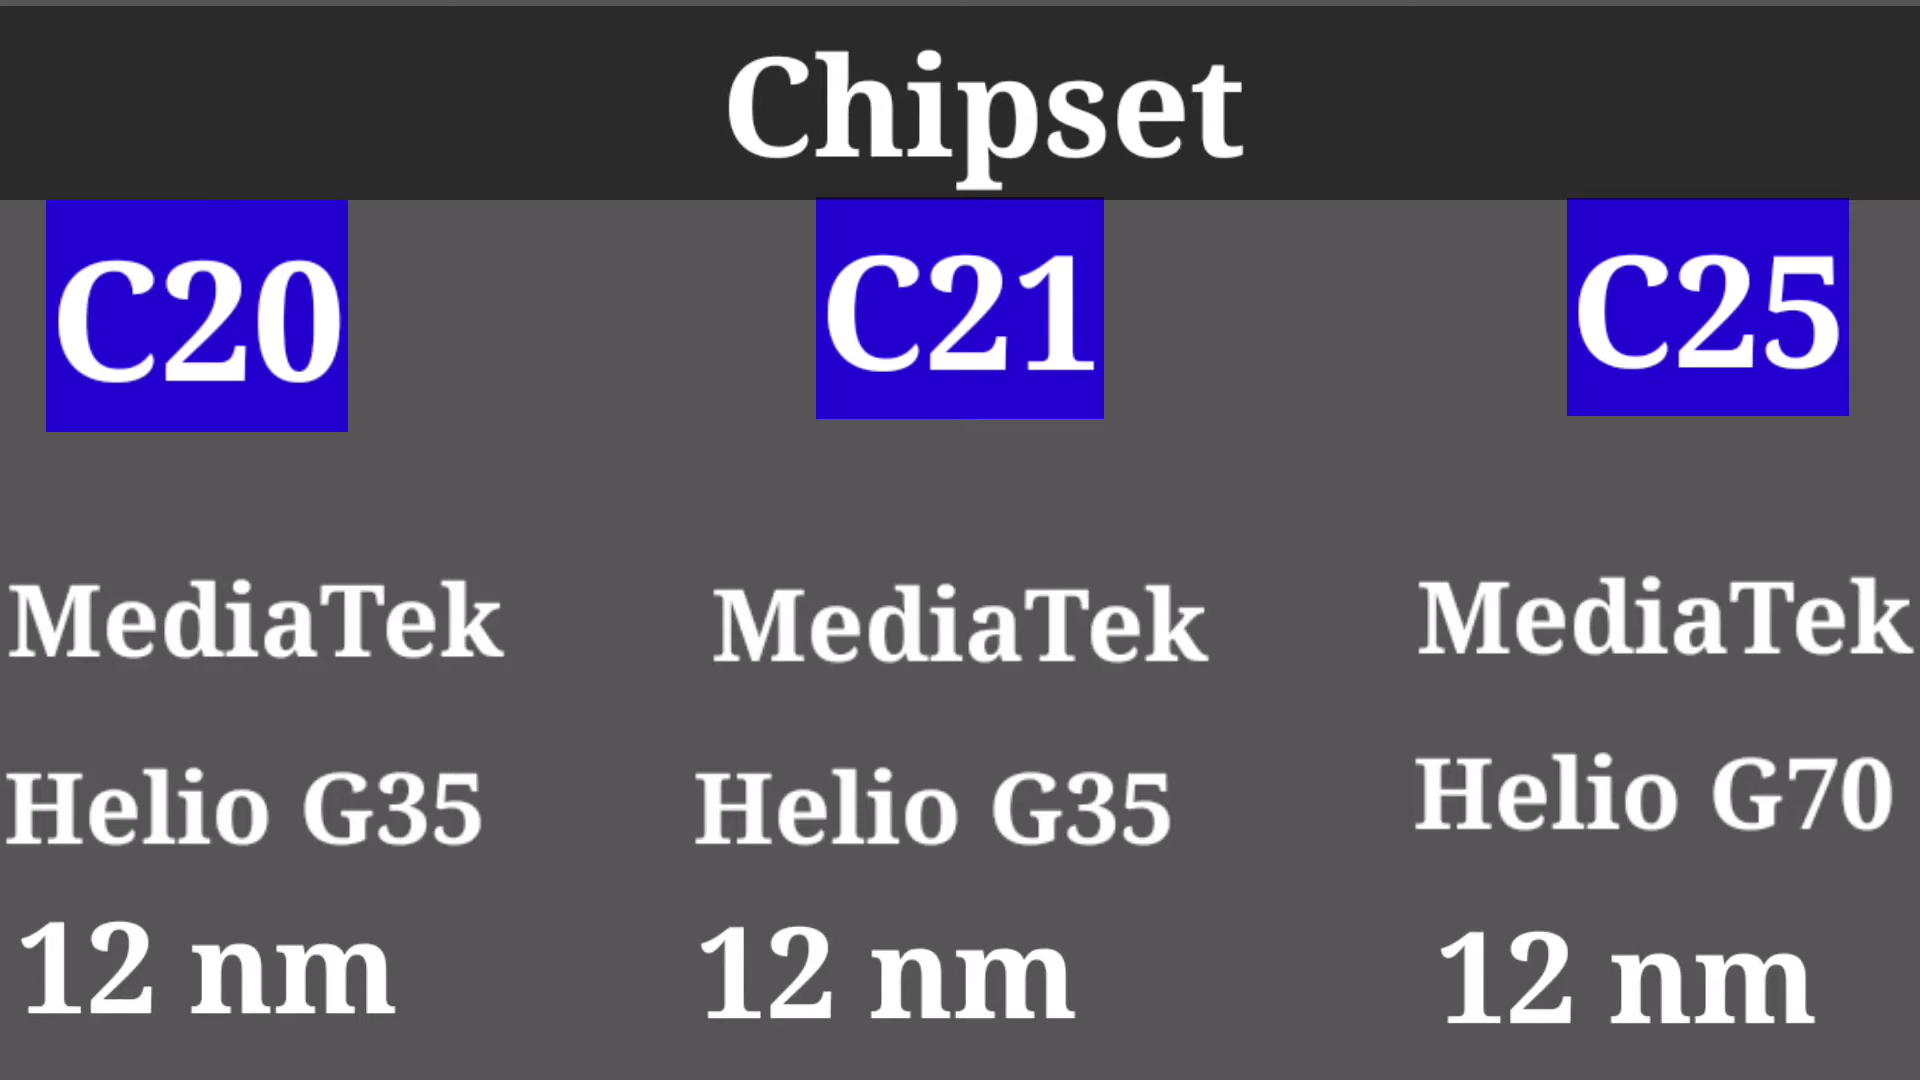 Chipset
C20 C21 C25
MediaTek MediaTek MediaTek
Helio G35 Helio G35 Helio G70
12 nm 12 nm 12 nm